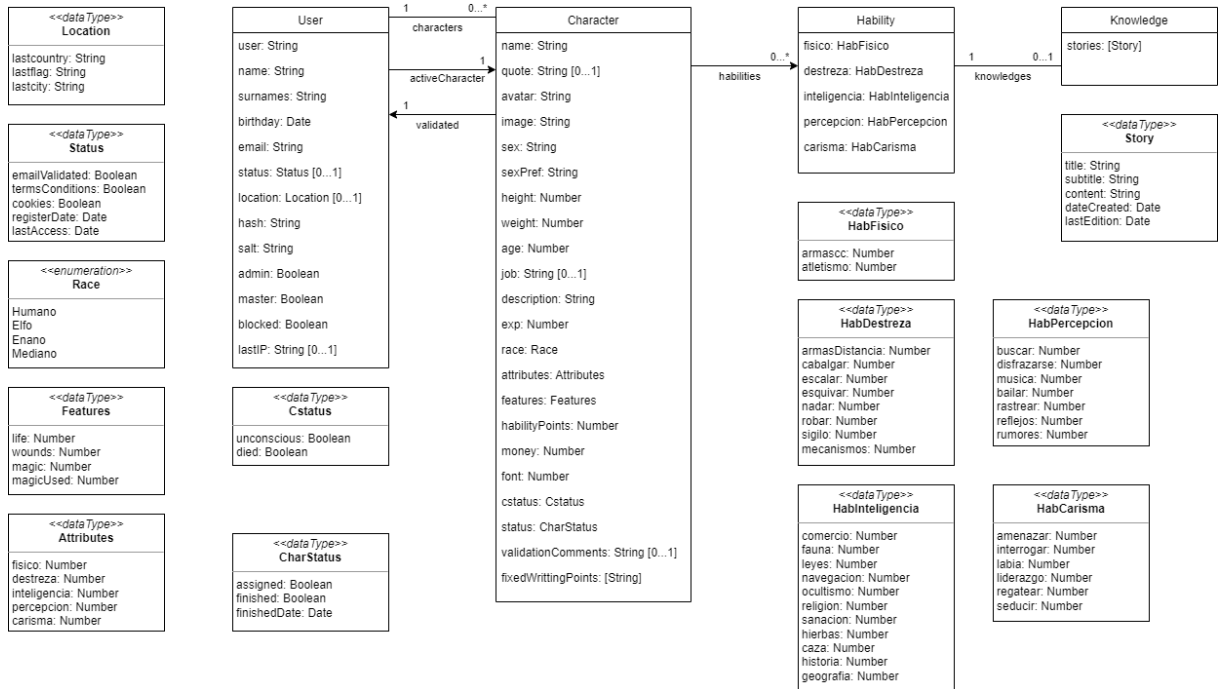 <<dataType>>
Location
lastcountry: String
lastflag: String
lastcity: String
<<dataType>>
Status
emailValidated: Boolean
termsConditions: Boolean
cookies: Boolean
registerDate: Date
lastAccess: Date
<<enumeration>>
Race
Humano
Elfo
Enano
Mediano
<<dataType>>
Features
life: Number
wounds: Number
magic: Number
magicUsed: Number
<<dataType>>
Attributes
fisico: Number
destreza: Number
inteligencia: Number
percepcion: Number
carisma: Number
User
user: String
name: String
surnames: String
birthday: Date
email: String
status: Status [0...1]
location: Location [0...1]
hash: String
salt: String
admin: Boolean
master: Boolean
blocked: Boolean
lastIP: String [0...1]
<<dataType>>
Cstatus
unconscious: Boolean
died: Boolean
<<dataType>>
CharStatus
assigned: Boolean
finished: Boolean
finishedDate: Date
1
0...*
characters
1
activeCharacter
1
validated
Character
name: String
quote: String [0...1]
avatar: String
image: String
sex: String
sexPref: String
height: Number
weight: Number
age: Number
job: String [0...1]
description: String
exp: Number
race: Race
attributes: Attributes
features: Features
habilityPoints: Number
money: Number
font: Number
cstatus: Cstatus
status: CharStatus
validationComments: String [0...1]
fixedWrittingPoints: [String]
0...*
habilities
Hability
fisico: HabFisico
destreza: HabDestreza
inteligencia: HabInteligencia
percepcion: HabPercepcion
carisma: HabCarisma
1
0...1
knowledges
Knowledge
stories: [Story]
<<dataType>>
Story
title: String
subtitle: String
content: String
dateCreated: Date
lastEdition: Date
<<dataType>>
HabFisico
armascc: Number
atletismo: Number
<<dataType>>
HabDestreza
armasDistancia: Number
cabalgar: Number
escalar: Number
esquivar: Number
nadar: Number
robar: Number
sigilo: Number
mecanismos: Number
<<dataType>>
HabPercepcion
buscar: Number
disfrazarse: Number
musica: Number
bailar: Number
rastrear: Number
reflejos: Number
rumores: Number
<<dataType>>
HabInteligencia
comercio: Number
fauna: Number
leyes: Number
navegacion: Number
ocultismo: Number
religion: Number
sanacion: Number
hierbas: Number
caza: Number
historia: Number
geografia: Number
<<dataType>>
HabCarisma
amenazar: Number
interrogar: Number
labia: Number
liderazgo: Number
regatear: Number
seducir: Number